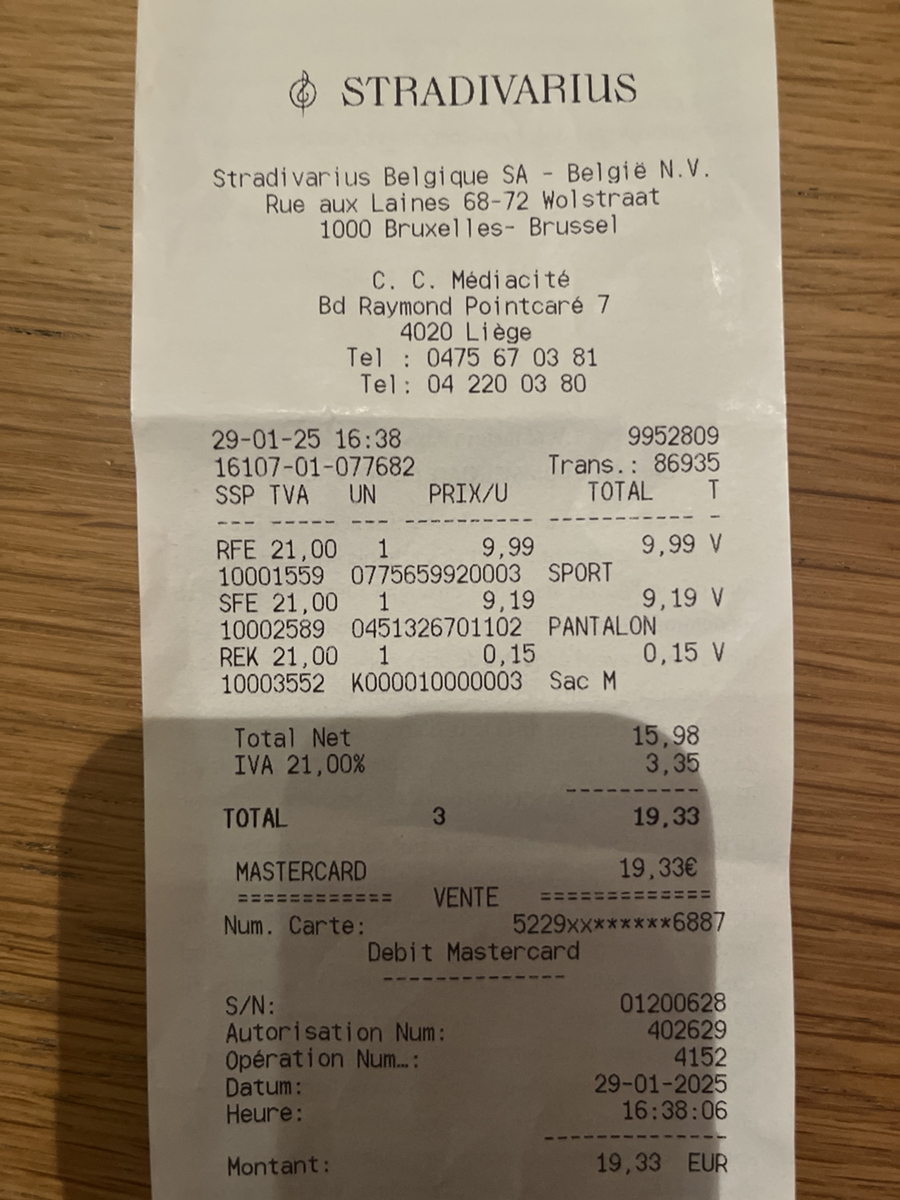 STRADIVARIUS
Stradivarius Belgique SA - België N.V.
Rue aux Laines 68-72 Wolstraat
1000 Bruxelles- Brussel
C. C. Médiacité
Bd Raymond Pointcaré 7
4020 Liège
Tel : 0475 67 03 81
Tel: 04 220 03 80
29-01-25 16:38 9952809
16107-01-077682 Trans.: 86935
SSP TVA UN PRIX/U TOTAL T
--- ----- --- ---------- ----------- -
RFE 21,00 1 9,99 9,99 V
10001559 0775659920003 SPORT
SFE 21,00 1 9,19 9,19 V
10002589 0451326701102 PANTALON
REK 21,00 1 0,15 0,15 V
10003552 K000010000003 Sac M
Total Net 15,98
IVA 21,00% 3,35
----------
TOTAL 3 19,33
MASTERCARD 19,33€
============ VENTE =============
Num. Carte: 5229xx******6887
Debit Mastercard
--------------
S/N: 01200628
Autorisation Num: 402629
Opération Num…: 4152
Datum: 29-01-2025
Heure: 16:38:06
--------------
Montant: 19,33 EUR